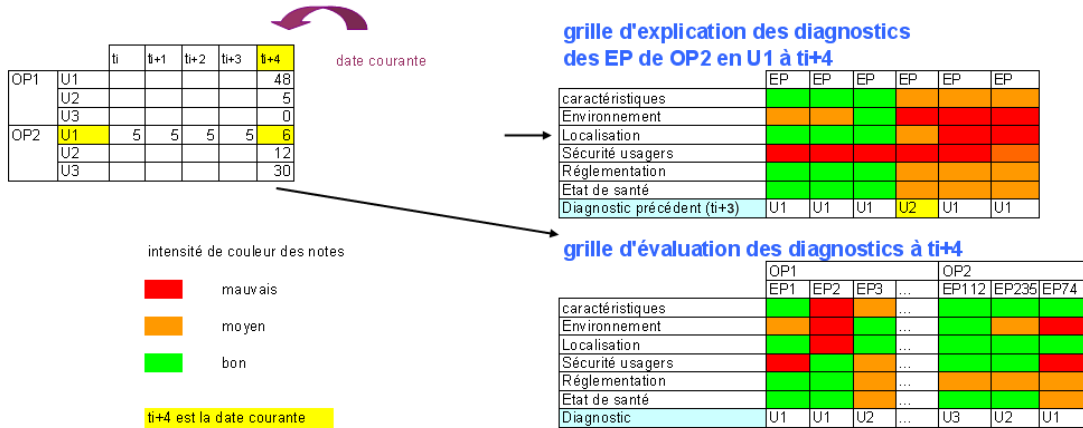 ti ti+1 ti+2 ti+3 ti+4
date courante
OP1 U1 48
U2 5
U3 0
OP2 U1 5 5 5 5 6
U2 12
U3 30
grille d'explication des diagnostics
des EP de OP2 en U1 à ti+4
EP EP EP EP EP EP
caractéristiques
Environnement
Localisation
Sécurité usagers
Réglementation
Etat de santé
Diagnostic précédent (ti+3) U1 U1 U1 U2 U1 U1
intensité de couleur des notes
mauvais
moyen
bon
ti+4 est la date courante
grille d'évaluation des diagnostics à ti+4
OP1 OP2
EP1 EP2 EP3 ... EP112 EP235 EP74
caractéristiques ...
Environnement ...
Localisation ...
Sécurité usagers ...
Réglementation ...
Etat de santé ...
Diagnostic U1 U1 U2 ... U3 U2 U1